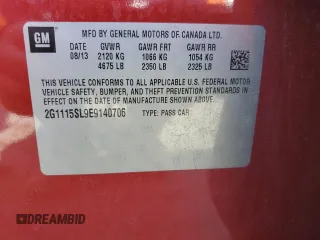 GM
MFD BY GENERAL MOTORS OF CANADA LTD.
DATE GVWR GAWR FRT GAWR RR
08/13 2120 KG 1066 KG 1054 KG
4675 LB 2350 LB 2325 LB
THIS VEHICLE CONFORMS TO ALL APPLICABLE U.S. FEDERAL MOTOR
VEHICLE SAFETY, BUMPER, AND THEFT PREVENTION STANDARDS IN
EFFECT ON THE DATE OF MANUFACTURE SHOWN ABOVE.
2G1115SL9E9140706 TYPE: PASS CAR
DREAMBID